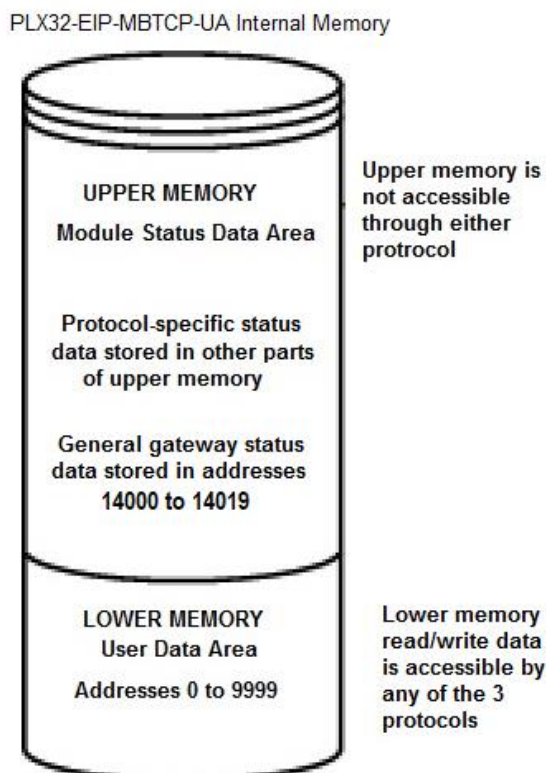 PLX32-EIP-MBTCP-UA Internal Memory
UPPER MEMORY
Module Status Data Area
Upper memory is
not accessible
through either
protrocol
Protocol-specific status
data stored in other parts
of upper memory
General gateway status
data stored in addresses
14000 to 14019
LOWER MEMORY
User Data Area
Addresses 0 to 9999
Lower memory
read/write data
is accessible by
any of the 3
protocols